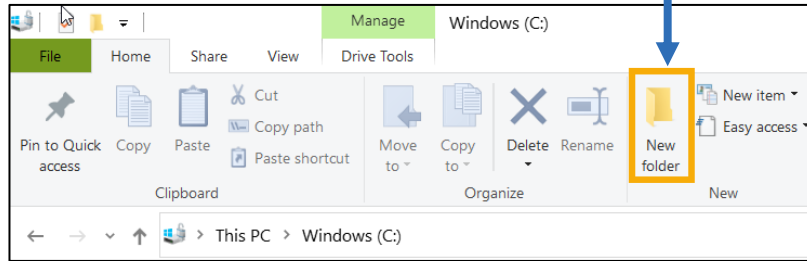 Manage Windows (C:)
File Home Share View Drive Tools
Pin to Quick access
Copy
Paste
Cut
Copy path
Paste shortcut
Clipboard
Move to
Copy to
Delete
Rename
Organize
New folder
New item
Easy access
New
This PC > Windows (C:)